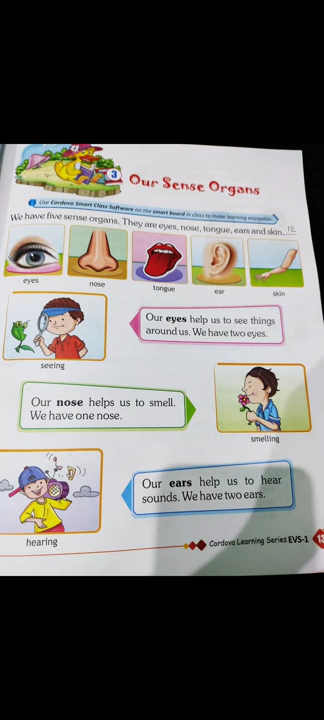 3
Our Sense Organs
Use Cordova Smart Class Software on the smart board in class to make learning enjoyable.
We have five sense organs. They are eyes, nose, tongue, ears and skin. 12
eyes
nose
tongue
ear
skin
Our eyes help us to see things
around us. We have two eyes.
seeing
Our nose helps us to smell.
We have one nose.
smelling
Our ears help us to hear
sounds. We have two ears.
hearing
Cordova Learning Series EVS-1
13